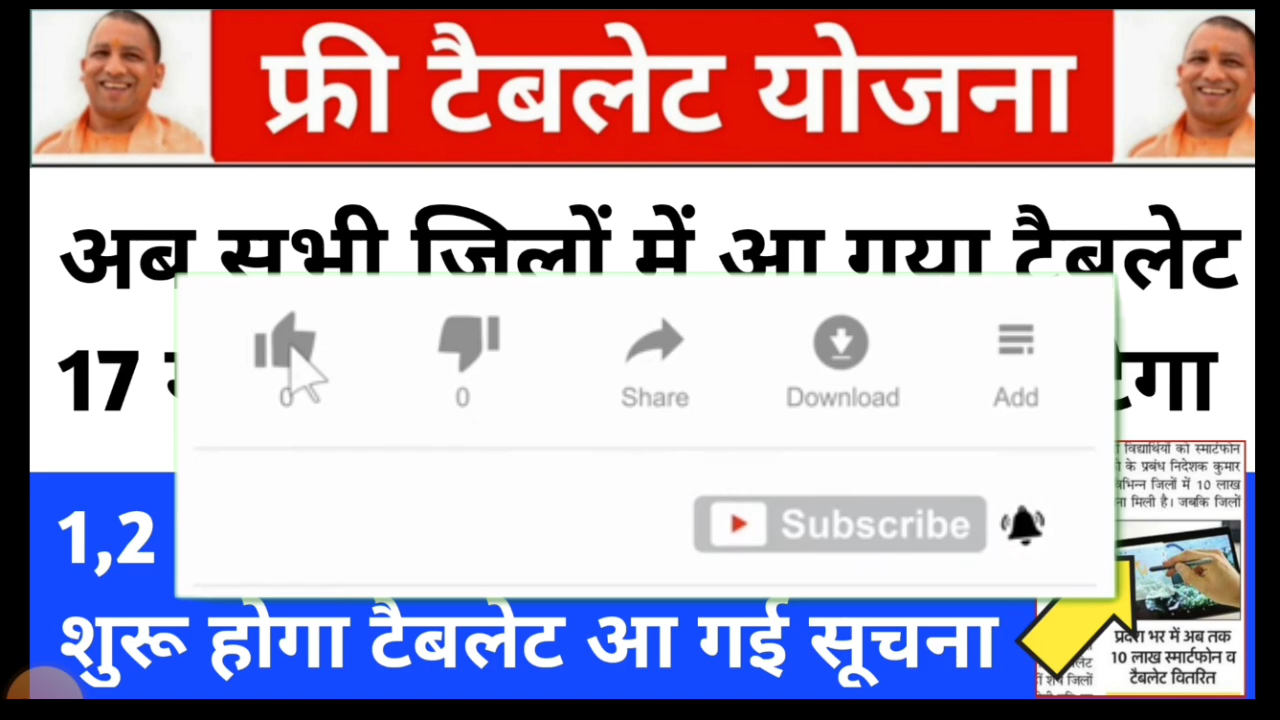 फ्री टैबलेट योजना
अब सभी जिलों में आ गया टैबलेट
17
0
0
Share
Download
Add
विद्यार्थियों को स्मार्टफोन
के प्रबंध निदेशक कुमार
जिलों में 10 लाख
मिली है। जबकि जिलों
1,2
Subscribe
शुरू होगा टैबलेट आ गई सूचना
प्रदेश भर में अब तक
10 लाख स्मार्टफोन व
टैबलेट वितरित
जिलों